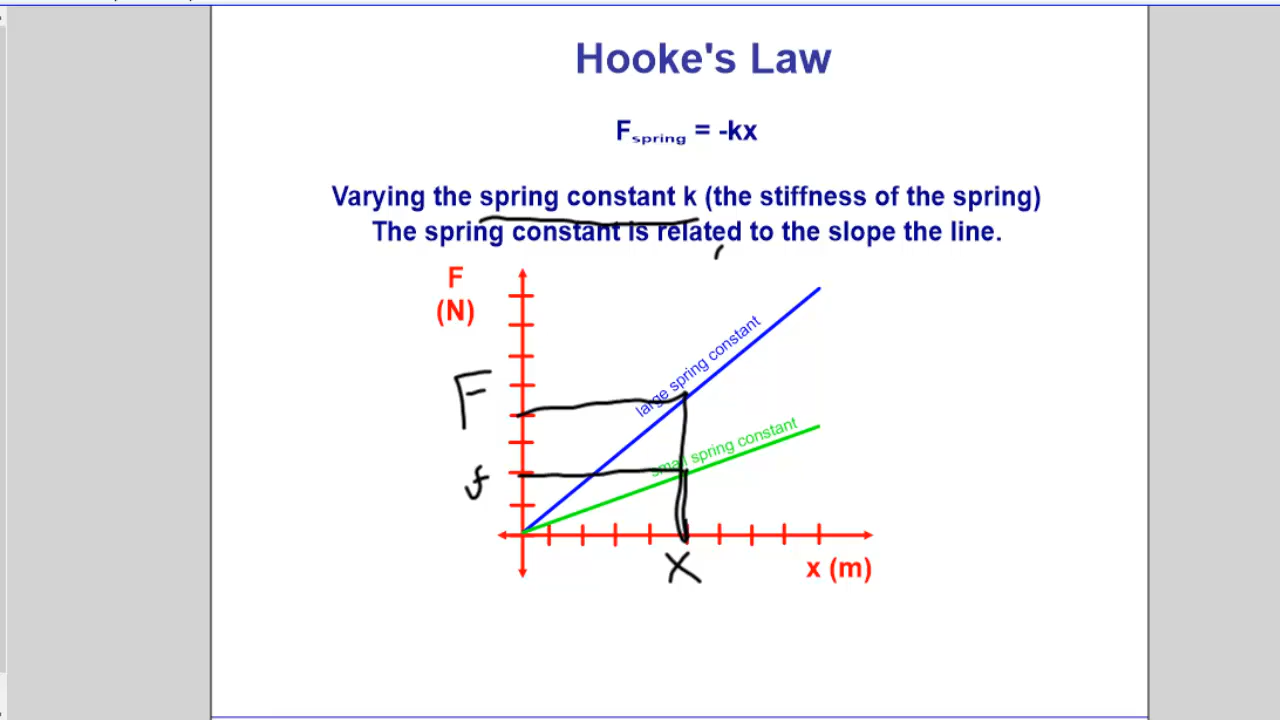 Hooke's Law
Fspring = -kx
Varying the spring constant k (the stiffness of the spring)
The spring constant is related to the slope the line.
F
(N)
large spring constant
F
small spring constant
f
x
x (m)